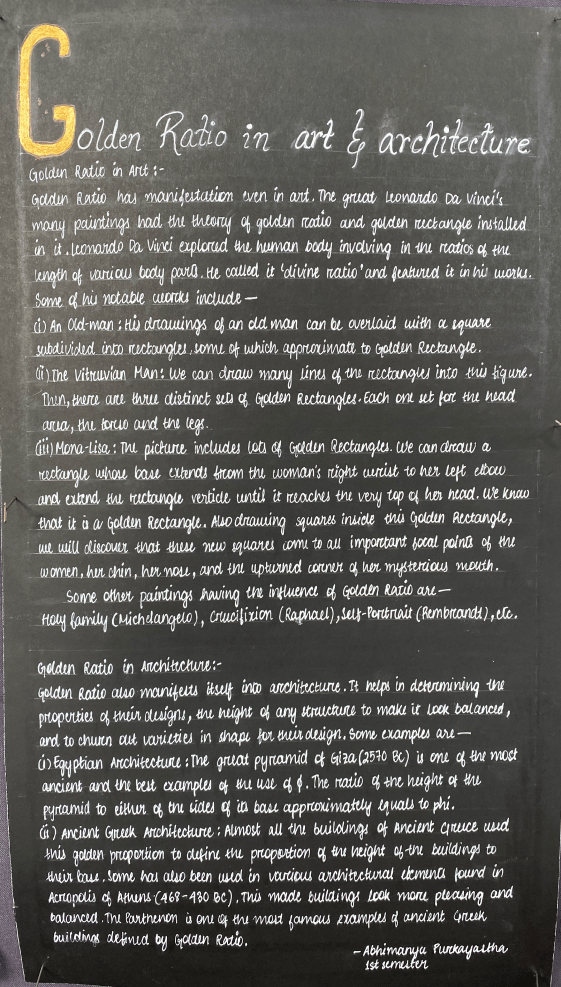 Golden Ratio in art & architecture
Golden Ratio in Art :-
Golden Ratio has manifestation even in art. The great Leonardo Da Vinci's
many paintings had the theory of golden ratio and golden rectangle installed
in it. Leonardo Da Vinci explored the human body involving in the ratios of the
length of various body parts. He called it 'divine ratio' and featured it in his works.
Some of his notable works include —
(i) An Old-man : His drawings of an old man can be overlaid with a square
subdivided into rectangles, some of which approximate to Golden Rectangle.
(ii) The Vitruvian Man : We can draw many lines of the rectangles into this figure.
Then, there are three distinct sets of Golden Rectangles. Each one set for the head
area, the torso and the legs.
(iii) Mona-Lisa : The picture includes lots of Golden Rectangles. We can draw a
rectangle whose base extends from the woman's right wrist to her left elbow
and extend the rectangle verticle until it reaches the very top of her head. We know
that it is a Golden Rectangle. Also drawing squares inside this Golden Rectangle,
we will discover that these new squares come to all important focal points of the
women, her chin, her nose, and the upturned corner of her mysterious mouth.
Some other paintings having the influence of Golden Ratio are —
Holy family (Michelangelo), Crucifixion (Raphael), Self-Portrait (Rembrandt), etc.
Golden Ratio in Architecture :-
Golden Ratio also manifests itself into architecture. It helps in determining the
properties of their designs, the height of any structure to make it look balanced,
and to churn out varieties in shape for their design. Some examples are —
(i) Egyptian Architecture : The great pyramid of Giza (2570 BC) is one of the most
ancient and the best examples of the use of ϕ. The ratio of the height of the
pyramid to either of the sides of its base approximately equals to phi.
(ii) Ancient Greek Architecture : Almost all the buildings of Ancient Greece used
this golden proportion to define the proportion of the height of the buildings to
their base. Some has also been used in various architectural elements found in
Acropolis of Athens (468-430 BC). This made buildings look more pleasing and
balanced. The Parthenon is one of the most famous examples of ancient Greek
buildings defined by Golden Ratio.
- Abhimanyu Purkayastha
1st semester